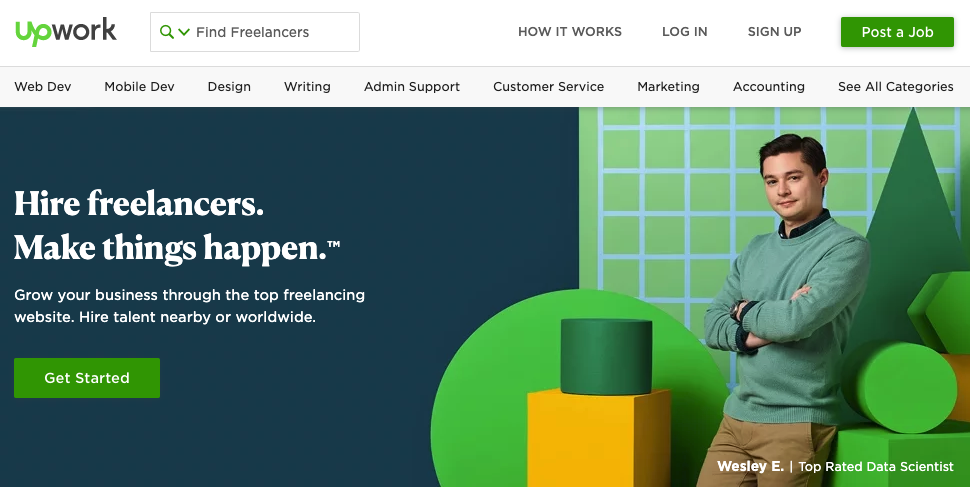 upwork
Find Freelancers
HOW IT WORKS
LOG IN
SIGN UP
Post a Job
Web Dev
Mobile Dev
Design
Writing
Admin Support
Customer Service
Marketing
Accounting
See All Categories
Hire freelancers.
Make things happen.™
Grow your business through the top freelancing
website. Hire talent nearby or worldwide.
Get Started
Wesley E. | Top Rated Data Scientist